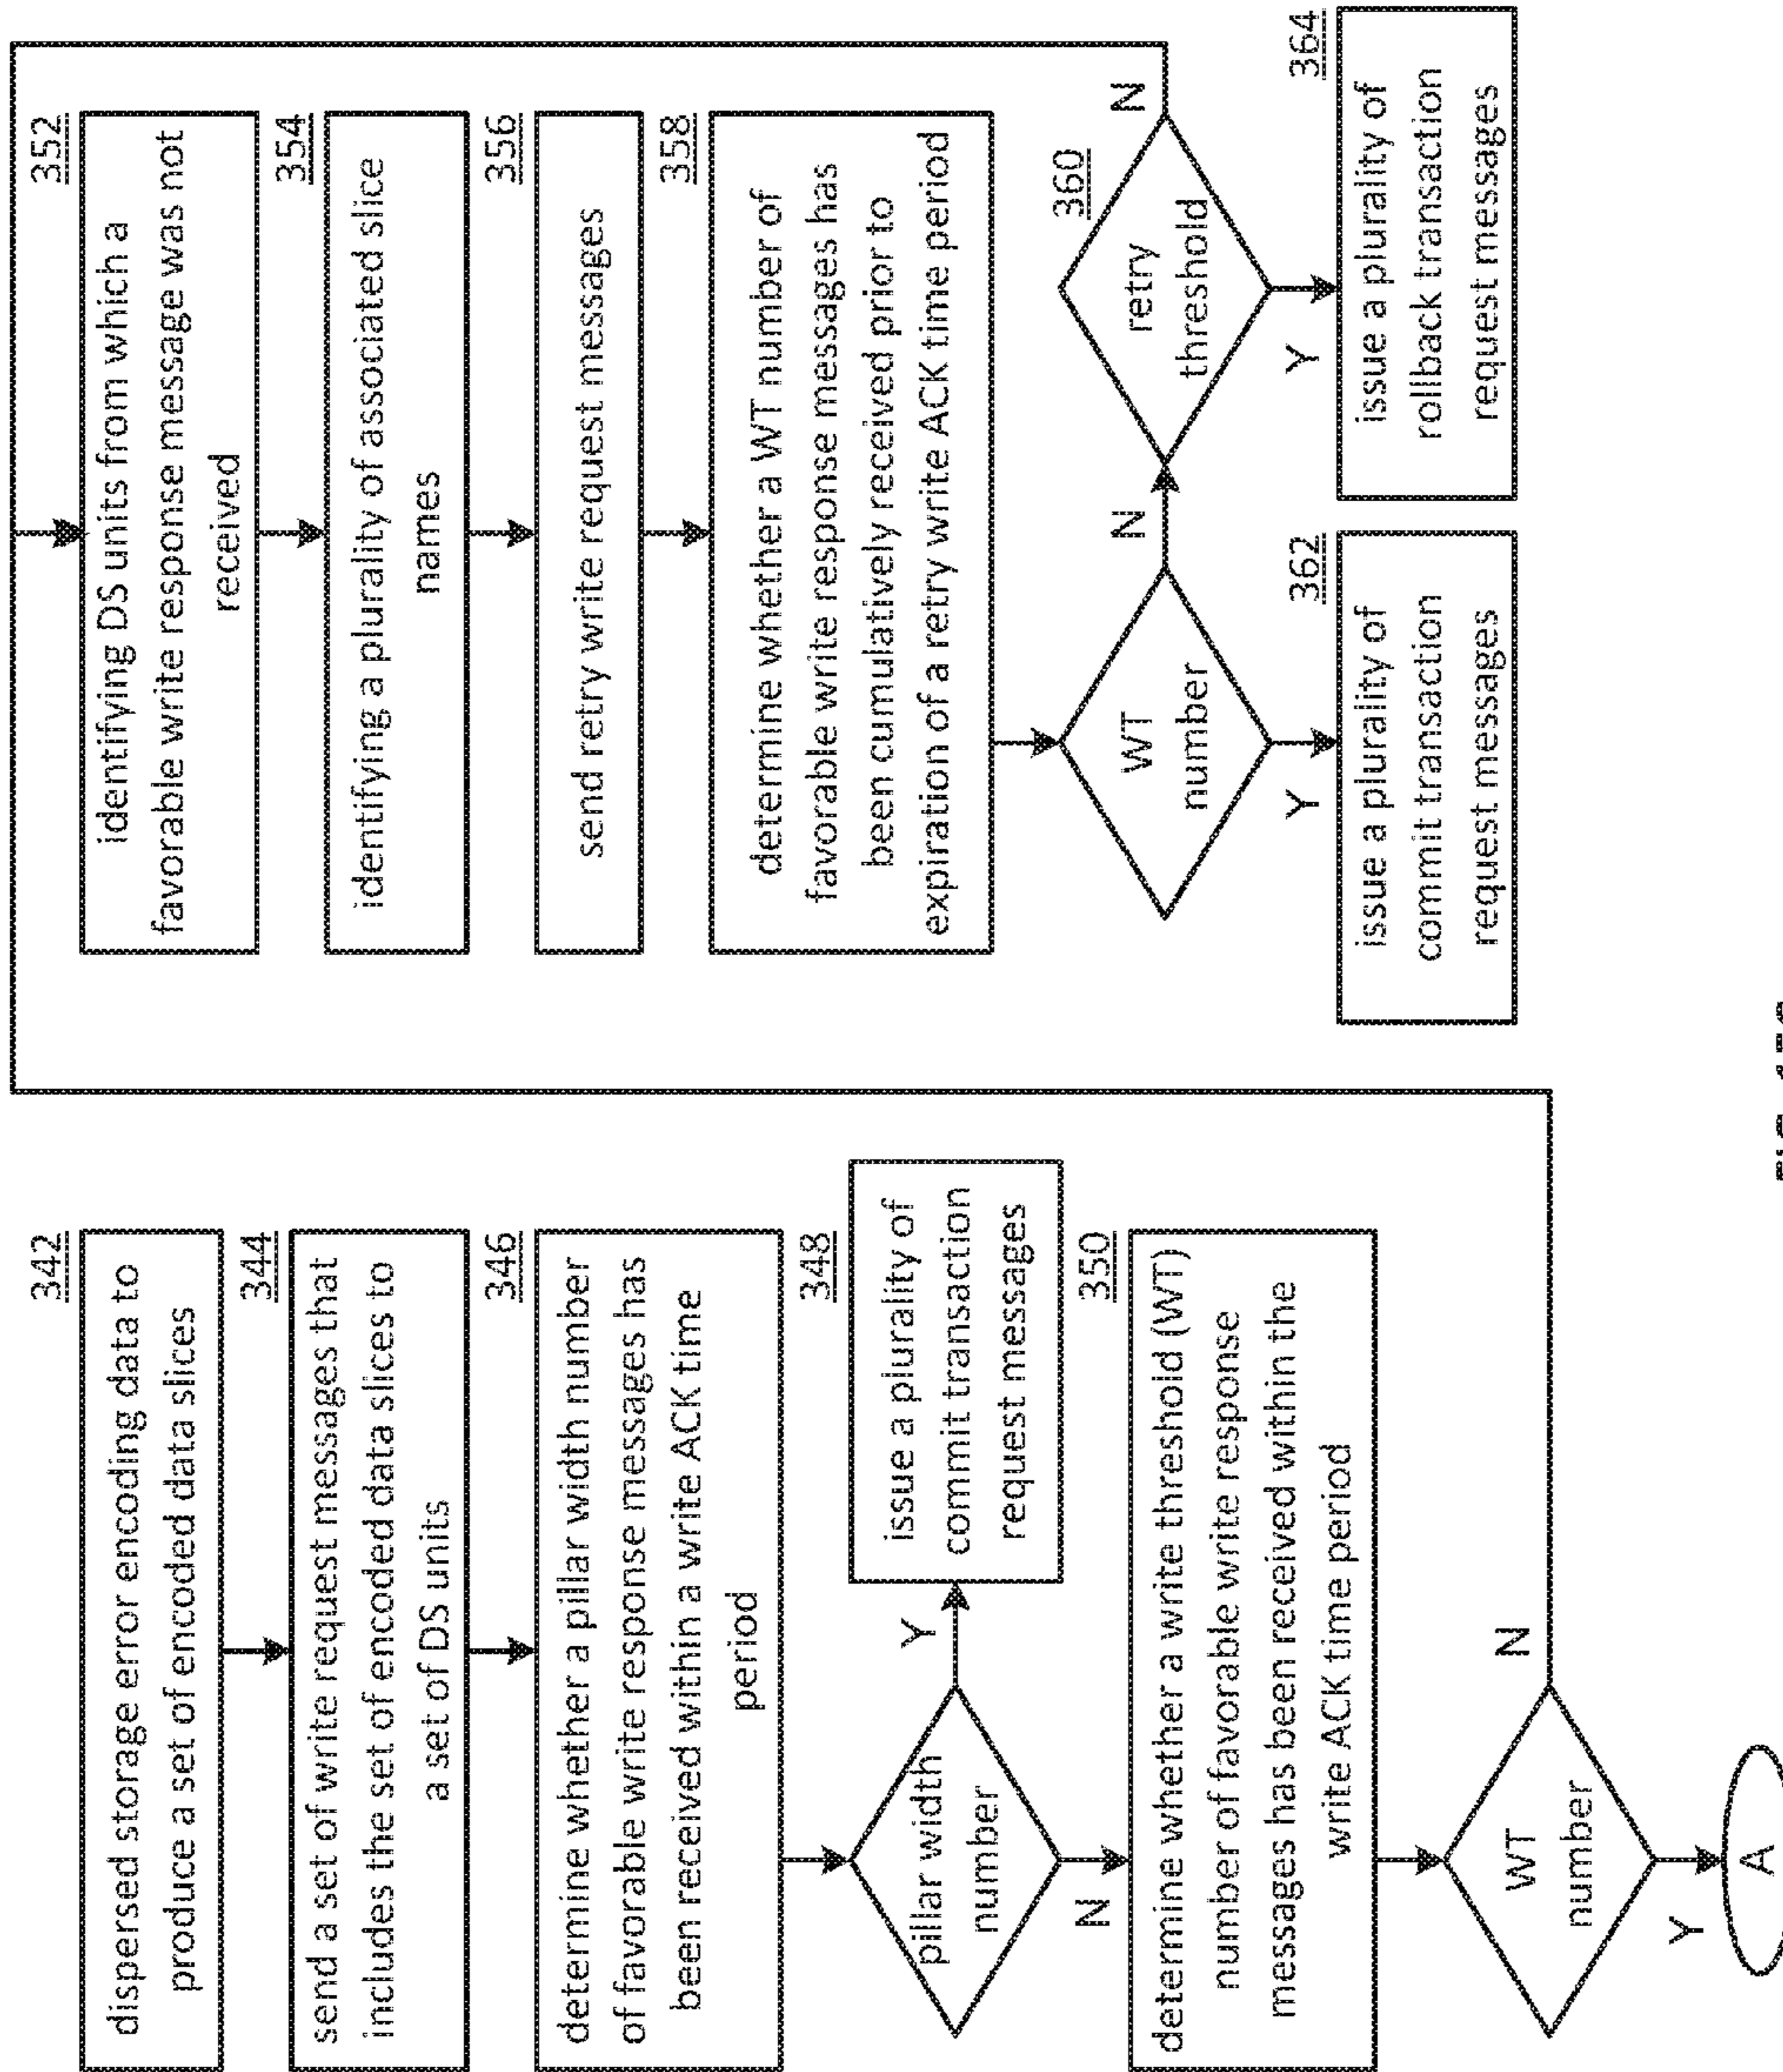 342
dispersed storage error encoding data to
produce a set of encoded data slices
344
send a set of write request messages that
includes the set of encoded data slices to
a set of DS units
346
determine whether a pillar width number
of favorable write response messages has
been received within a write ACK time
period
pillar width
number
Y
N
348
issue a plurality of
commit transaction
request messages
350
determine whether a write threshold (WT)
number of favorable write response
messages has been received within the
write ACK time period
WT
number
Y
N
A
352
identifying DS units from which a
favorable write response message was not
received
354
identifying a plurality of associated slice
names
356
send retry write request messages
358
determine whether a WT number of
favorable write response messages has
been cumulatively received prior to
expiration of a retry write ACK time period
WT
number
N
Y
360
retry
threshold
N
Y
362
issue a plurality of
commit transaction
request messages
364
issue a plurality of
rollback transaction
request messages